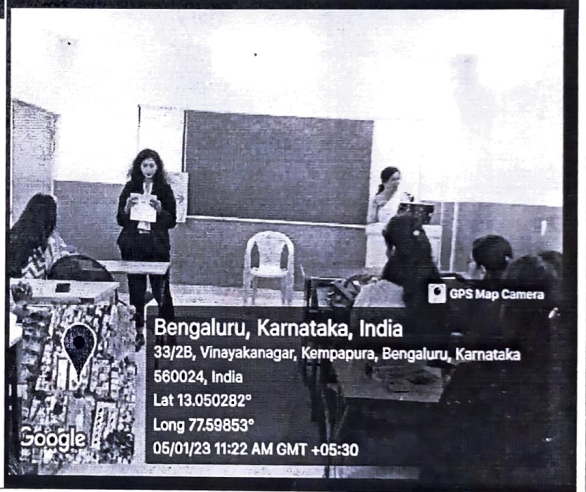 GPS Map Camera
Bengaluru, Karnataka, India
33/2B, Vinayakanagar, Kempapura, Bengaluru, Karnataka
560024, India
Lat 13.050282°
Long 77.59853°
05/01/23 11:22 AM GMT +05:30
Google